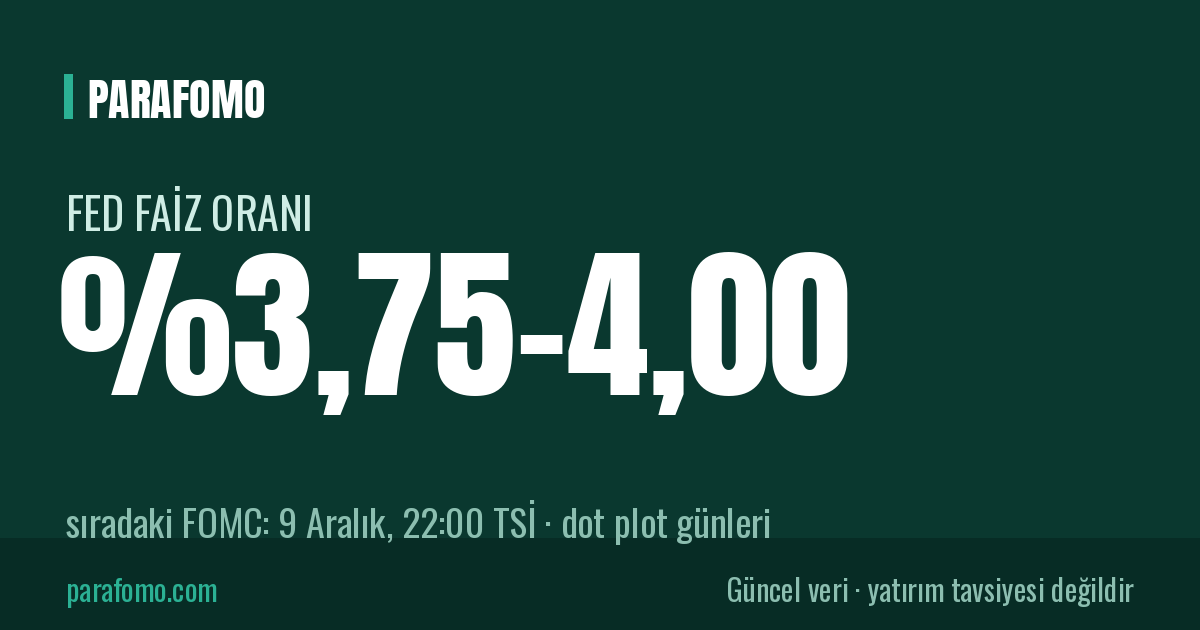 PARAFOMO
FED FAİZ ORANI
%3,75-4,00
sıradaki FOMC: 9 Aralık, 22:00 TSİ · dot plot günleri
parafomo.com
Güncel veri · yatırım tavsiyesi değildir